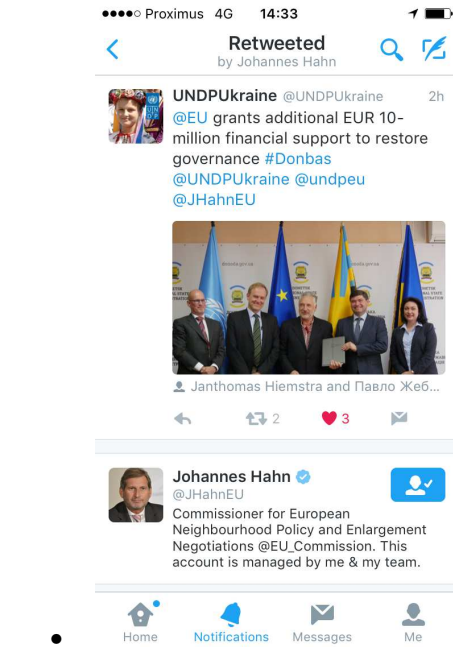 Proximus 4G 14:33
Retweeted
by Johannes Hahn
UNDPUkraine @UNDPUkraine 2h
@EU grants additional EUR 10-
million financial support to restore
governance #Donbas
@UNDPUkraine @undpeu
@JHahnEU
Janthomas Hiemstra and Павло Жеб...
2 3
Johannes Hahn
@JHahnEU
Commissioner for European
Neighbourhood Policy and Enlargement
Negotiations @EU_Commission. This
account is managed by me & my team.
Home Notifications Messages Me